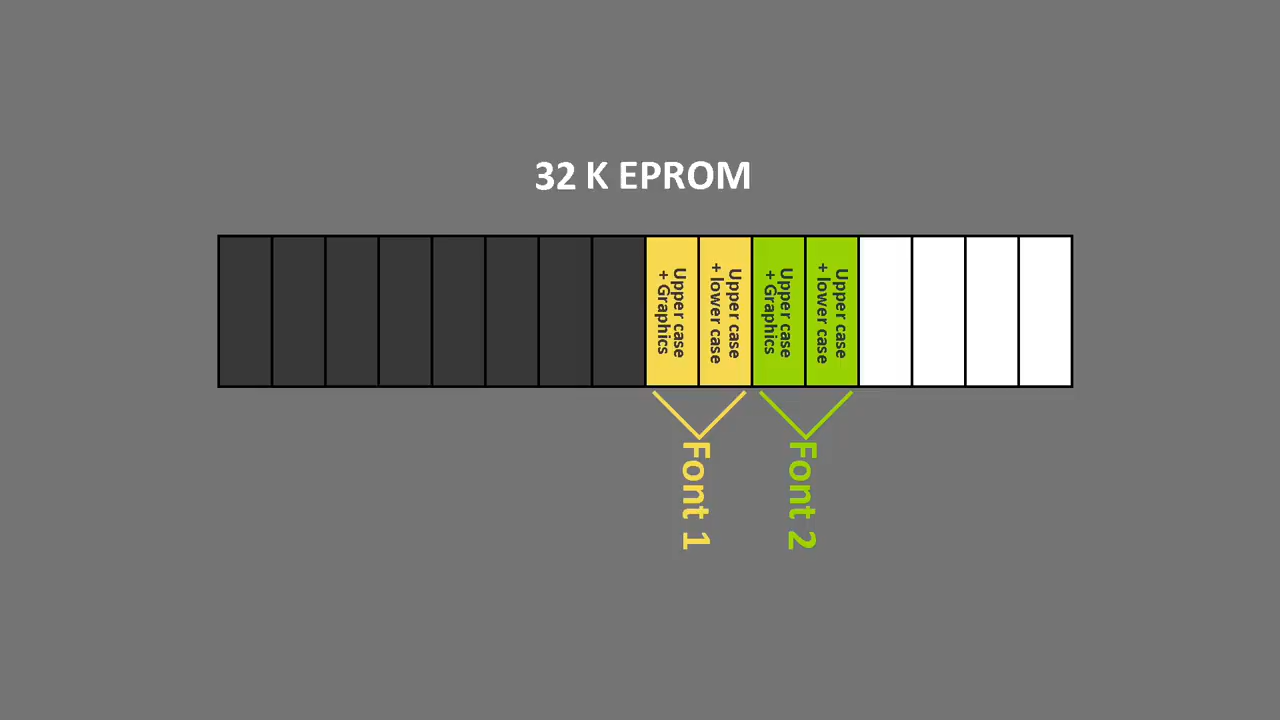 32 K EPROM
Upper case
+ Graphics
Upper case
+ lower case
Upper case
+ Graphics
Upper case
+ lower case
Font 1
Font 2